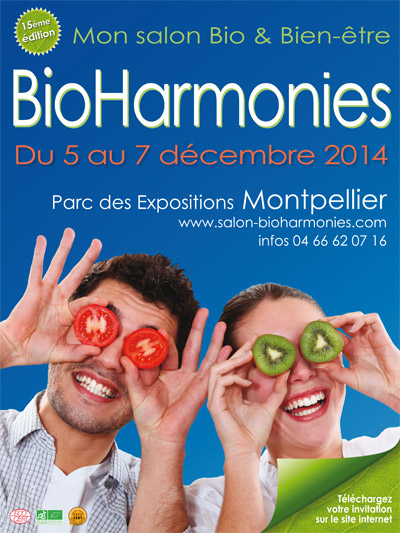 15ème
édition
Mon salon Bio & Bien-être
BioHarmonies
Du 5 au 7 décembre 2014
Parc des Expositions Montpellier
www.salon-bioharmonies.com
infos 04 66 62 07 16
Téléchargez
votre invitation
sur le site internet
AB